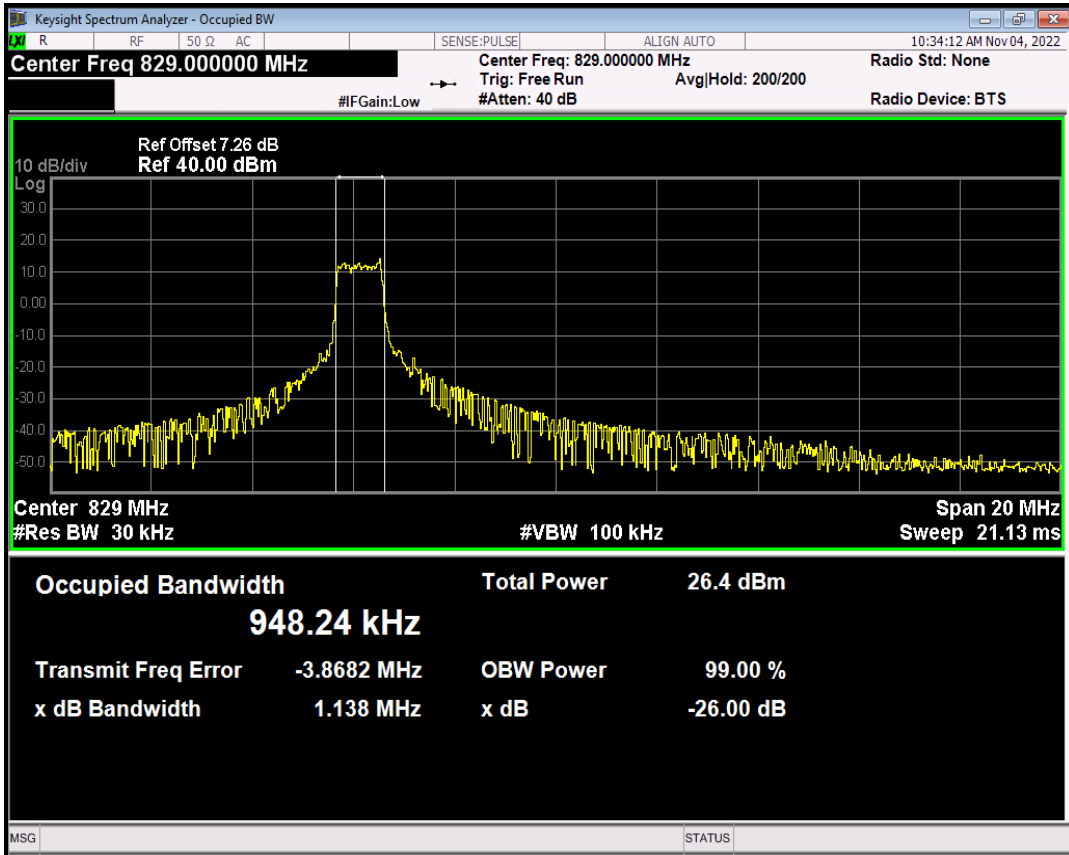 Keysight Spectrum Analyzer - Occupied BW
LXI R RF 50 Ω AC SENSE:PULSE ALIGN AUTO 10:34:12 AM Nov 04, 2022
Center Freq 829.000000 MHz Center Freq: 829.000000 MHz Radio Std: None
Trig: Free Run Avg|Hold: 200/200
#IFGain:Low #Atten: 40 dB Radio Device: BTS
Ref Offset 7.26 dB
10 dB/div Ref 40.00 dBm
Log
30.0
20.0
10.0
0.00
-10.0
-20.0
-30.0
-40.0
-50.0
Center 829 MHz Span 20 MHz
#Res BW 30 kHz #VBW 100 kHz Sweep 21.13 ms
Occupied Bandwidth Total Power 26.4 dBm
948.24 kHz
Transmit Freq Error -3.8682 MHz OBW Power 99.00 %
x dB Bandwidth 1.138 MHz x dB -26.00 dB
MSG STATUS